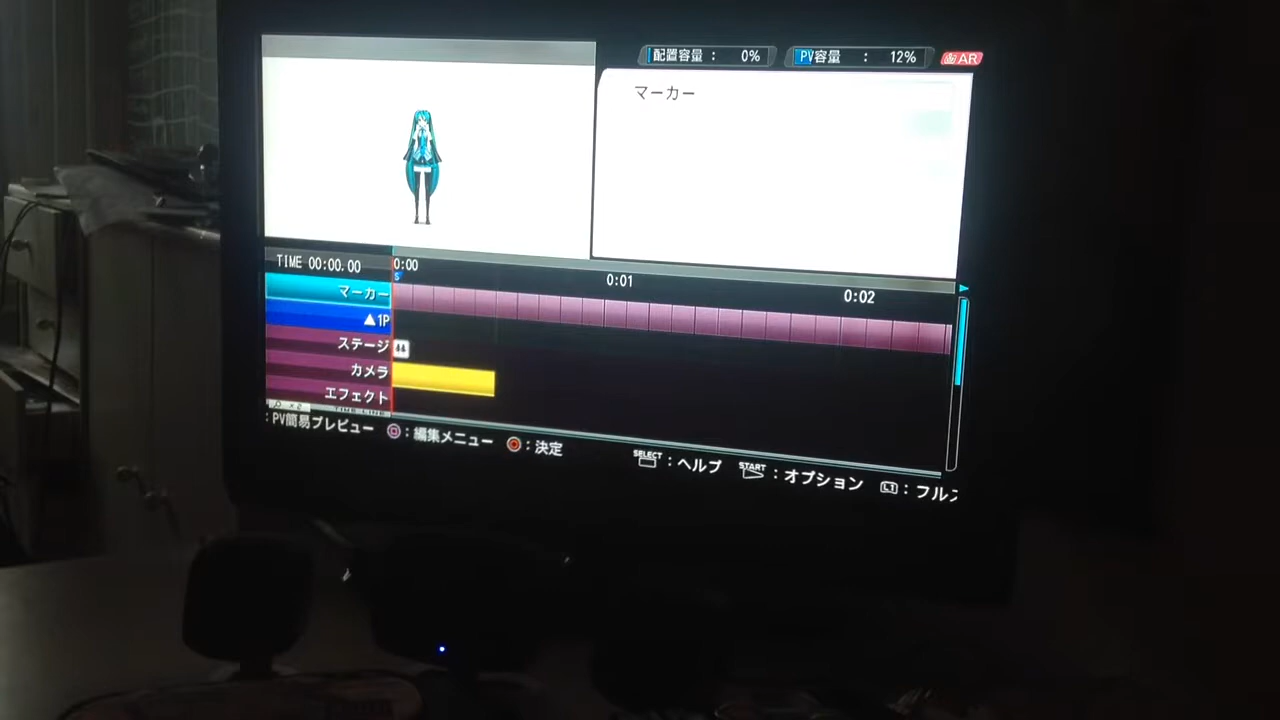 配置容量 : 0%
PV容量 : 12%
AR
マーカー
TIME 00:00.00
0:00
0:01
0:02
S
マーカー
▲1P
ステージ
カメラ
エフェクト
:PV簡易プレビュー
:編集メニュー
:決定
SELECT :ヘルプ
START :オプション
L1 :フルス